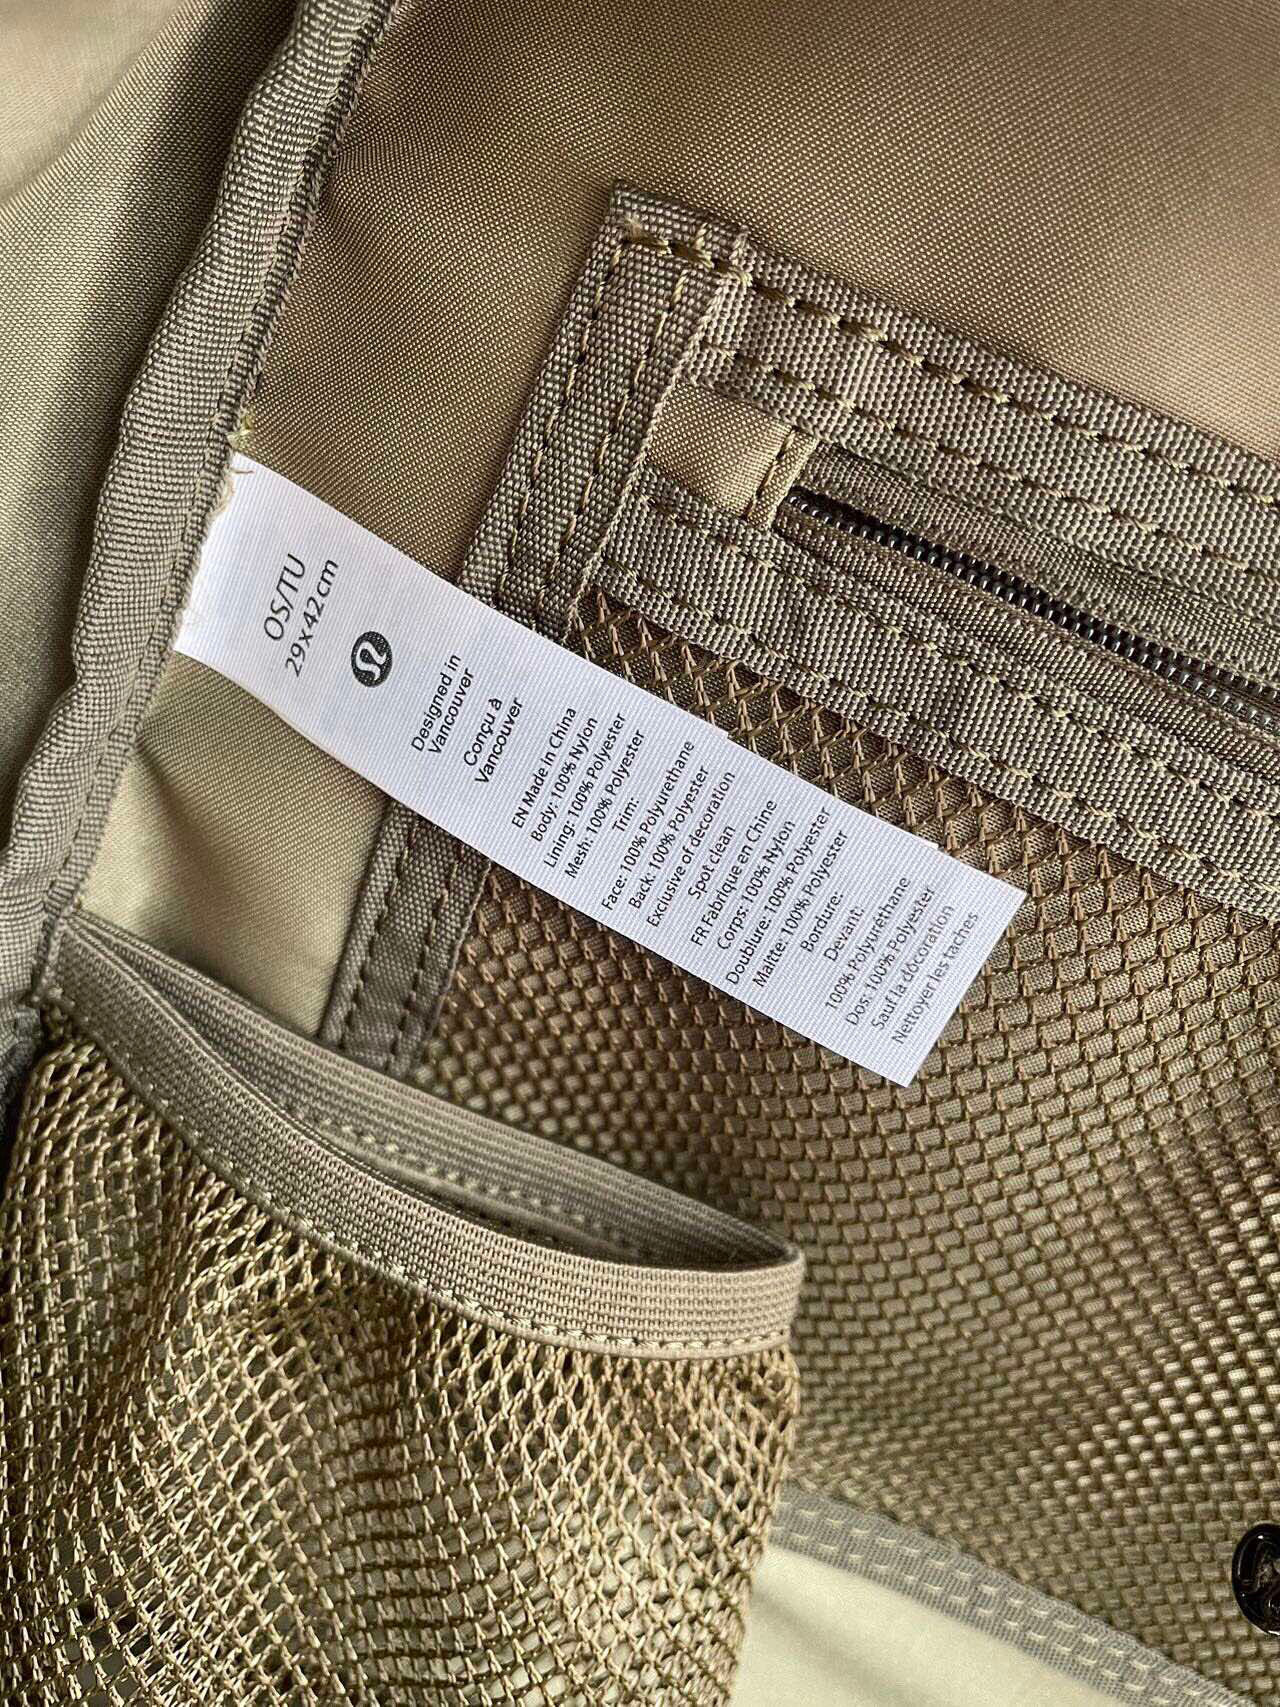 OS/TU
29x42cm
Designed in
Vancouver
Conçu à
Vancouver
EN Made in China
Body: 100% Nylon
Lining: 100% Polyester
Mesh: 100% Polyester
Trim:
Face: 100% Polyurethane
Back: 100% Polyester
Exclusive of decoration
Spot clean
FR Fabrique en Chine
Corps: 100% Nylon
Doublure: 100% Polyester
Maitte: 100% Polyester
Bordure:
Devant:
100% Polyuréthane
Dos: 100% Polyester
Sauf la dócoration
Nettoyer les taches